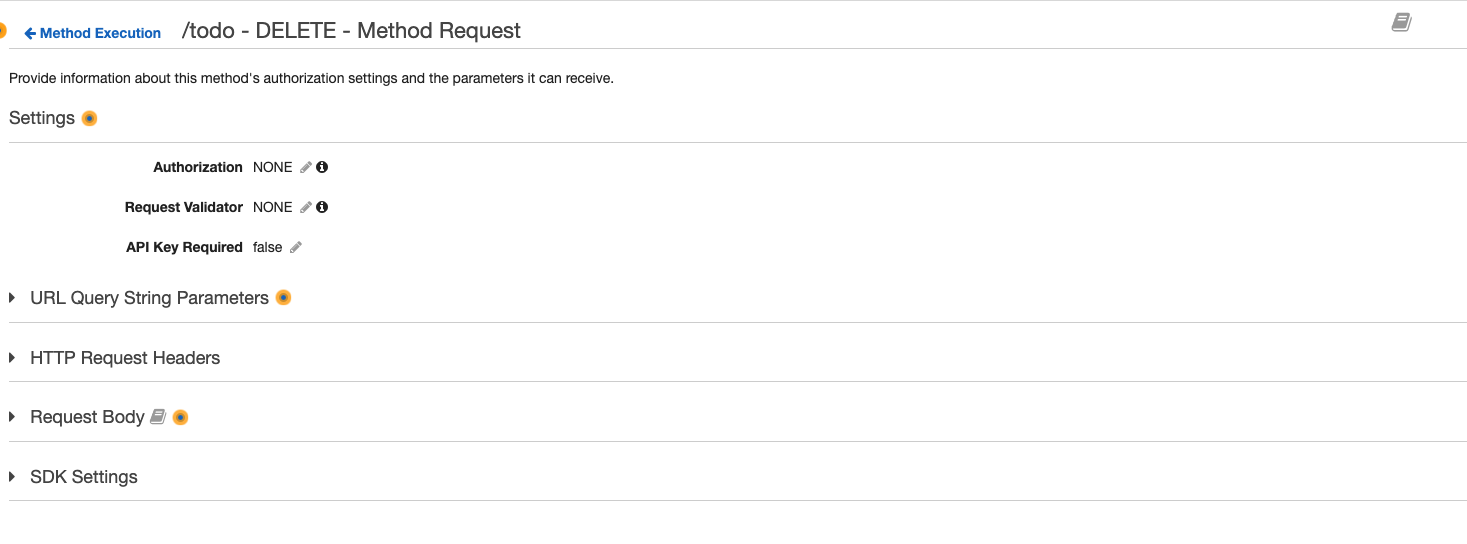 Method Execution /todo - DELETE - Method Request
Provide information about this method's authorization settings and the parameters it can receive.
Settings
Authorization NONE
Request Validator NONE
API Key Required false
URL Query String Parameters
HTTP Request Headers
Request Body
SDK Settings